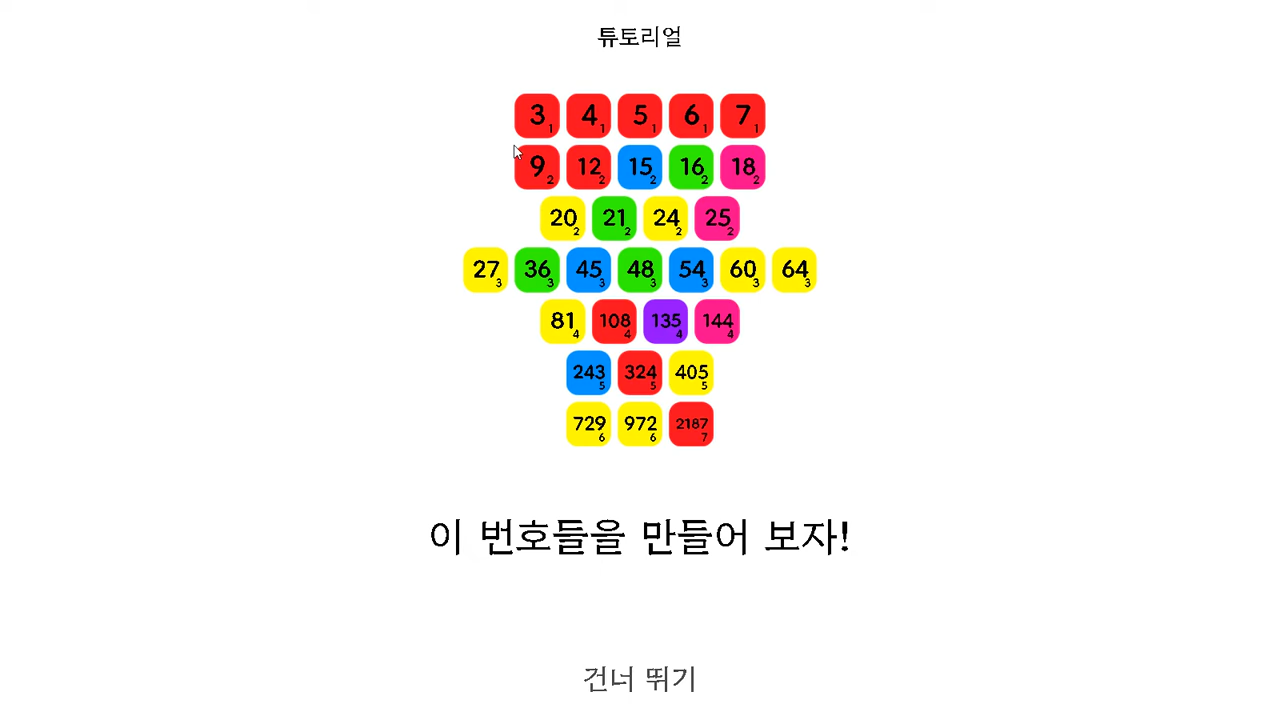 튜토리얼
3 1 4 1 5 1 6 1 7 1
9 2 12 2 15 2 16 2 18 2
20 2 21 2 24 2 25 2
27 3 36 3 45 3 48 3 54 3 60 3 64 3
81 4 108 4 135 4 144 4
243 5 324 5 405 5
729 6 972 6 2187 7
이 번호들을 만들어 보자!
건너 뛰기